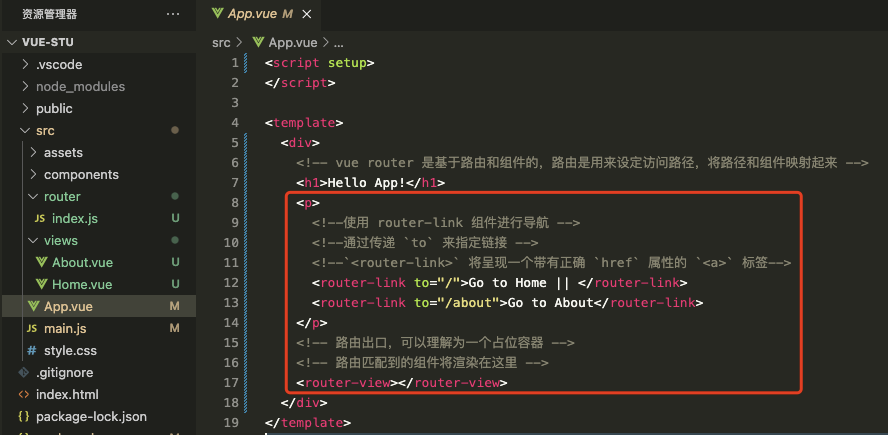 资源管理器 ···
VUE-STU
.vscode
node_modules
public
src
assets
components
router
JS index.js U
views
About.vue U
Home.vue U
App.vue M
JS main.js M
# style.css
.gitignore
<> index.html
{} package-lock.json
App.vue M ×
src > App.vue > ...
1 <script setup>
2 </script>
3
4 <template>
5 <div>
6 <!-- vue router 是基于路由和组件的，路由是用来设定访问路径，将路径和组件映射起来 -->
7 <h1>Hello App!</h1>
8 <p>
9 <!--使用 router-link 组件进行导航 -->
10 <!--通过传递 `to` 来指定链接 -->
11 <!--`<router-link>` 将呈现一个带有正确 `href` 属性的 `<a>` 标签-->
12 <router-link to="/">Go to Home || </router-link>
13 <router-link to="/about">Go to About</router-link>
14 </p>
15 <!-- 路由出口，可以理解为一个占位容器 -->
16 <!-- 路由匹配到的组件将渲染在这里 -->
17 <router-view></router-view>
18 </div>
19 </template>